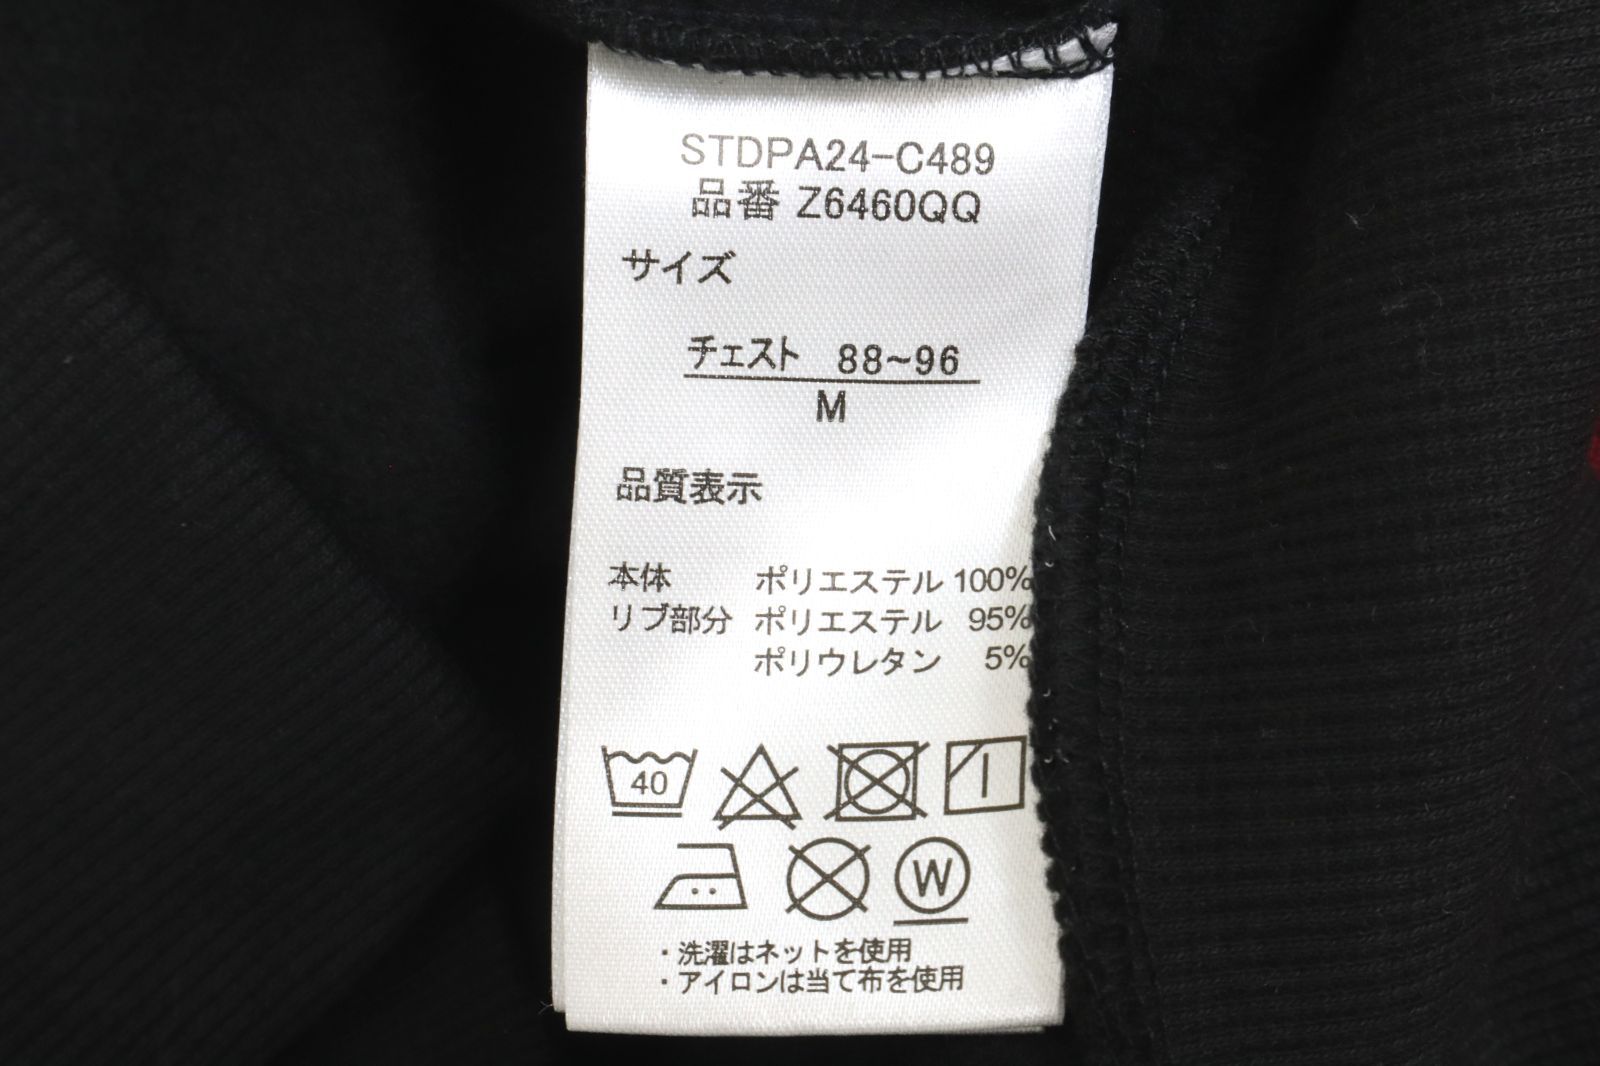 STDPA24-C489
品番 Z6460QQ
サイズ
チェスト 88~96
M
品質表示
本体 ポリエステル 100%
リブ部分 ポリエステル 95%
ポリウレタン 5%
40
W
・洗濯はネットを使用
・アイロンは当て布を使用